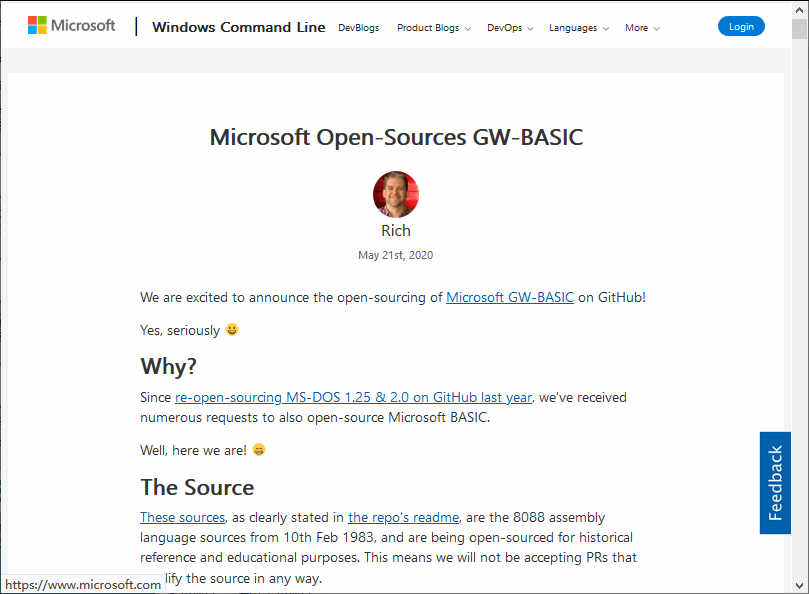 Microsoft | Windows Command Line DevBlogs Product Blogs DevOps Languages More Login
Microsoft Open-Sources GW-BASIC
Rich
May 21st, 2020
We are excited to announce the open-sourcing of Microsoft GW-BASIC on GitHub!
Yes, seriously 😀
Why?
Since re-open-sourcing MS-DOS 1.25 & 2.0 on GitHub last year, we've received
numerous requests to also open-source Microsoft BASIC.
Well, here we are! 😄
The Source
These sources, as clearly stated in the repo's readme, are the 8088 assembly
language sources from 10th Feb 1983, and are being open-sourced for historical
reference and educational purposes. This means we will not be accepting PRs that
lify the source in any way.
Feedback
https://www.microsoft.com